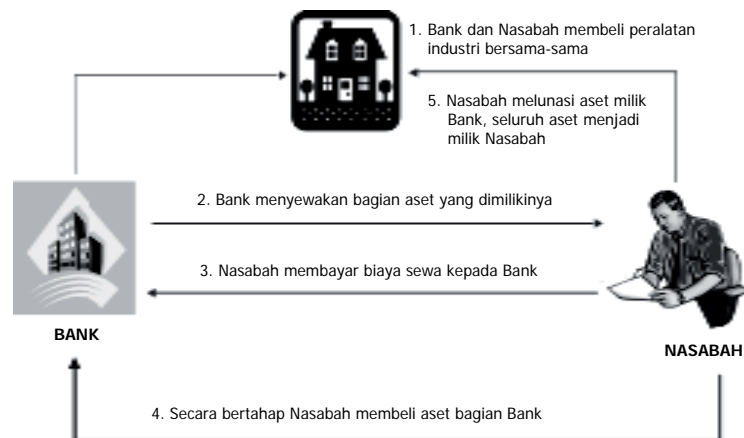 1. Bank dan Nasabah membeli peralatan
industri bersama-sama
5. Nasabah melunasi aset milik
Bank, seluruh aset menjadi
milik Nasabah
2. Bank menyewakan bagian aset yang dimilikinya
3. Nasabah membayar biaya sewa kepada Bank
BANK
NASABAH
4. Secara bertahap Nasabah membeli aset bagian Bank